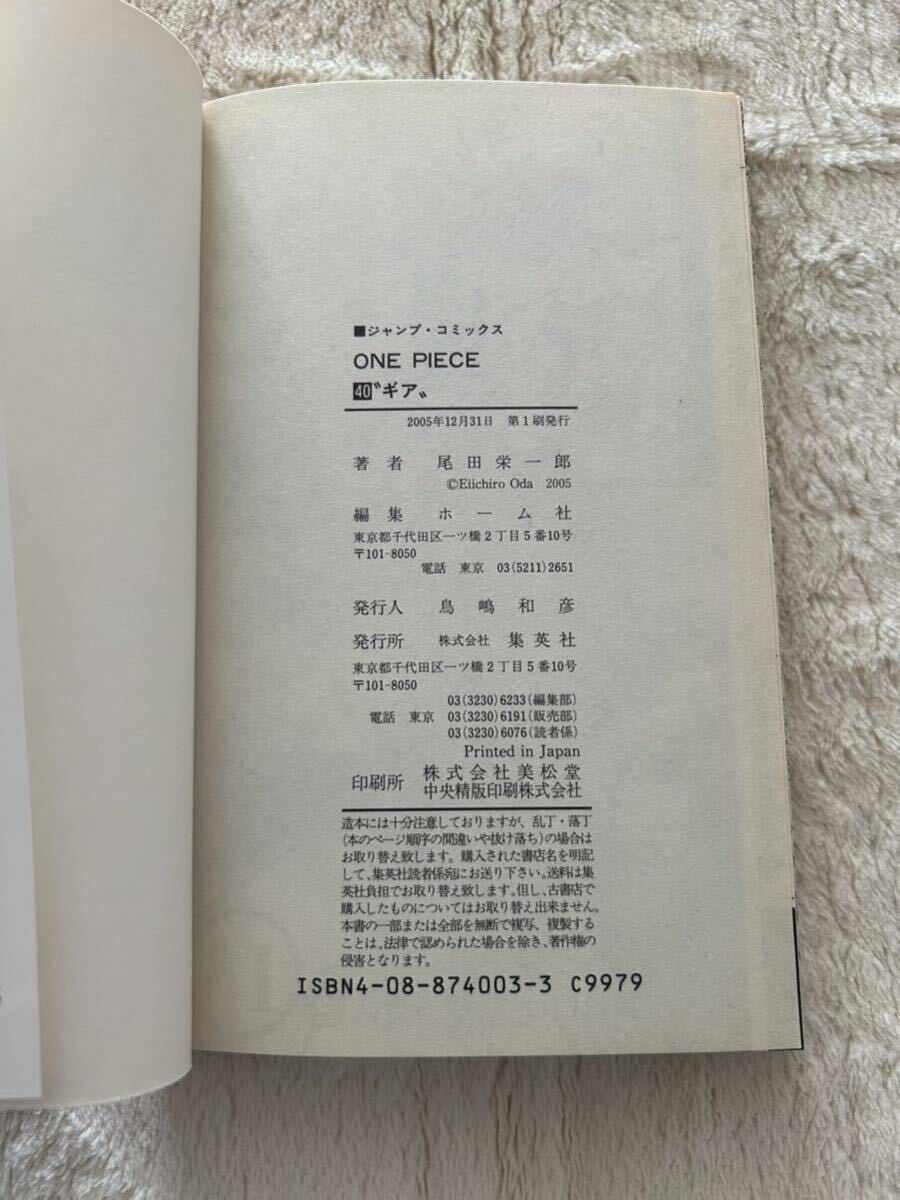 ■ジャンプ・コミックス
ONE PIECE
40〝ギア〟
2005年12月31日　第1刷発行
著者　尾田栄一郎
©Eiichiro Oda 2005
編集　ホーム社
東京都千代田区一ツ橋2丁目5番10号
〒101-8050
電話　東京　03(5211)2651
発行人　鳥嶋和彦
発行所　株式会社　集英社
東京都千代田区一ツ橋2丁目5番10号
〒101-8050
03(3230)6233(編集部)
電話　東京　03(3230)6191(販売部)
03(3230)6076(読者係)
Printed in Japan
印刷所　株式会社美松堂
中央精版印刷株式会社
造本には十分注意しておりますが、乱丁・落丁
(本のページ順序の間違いや抜け落ち)の場合は
お取り替え致します。購入された書店名を明記
して、集英社読者係宛にお送り下さい。送料は集
英社負担でお取り替え致します。但し、古書店で
購入したものについてはお取り替え出来ません。
本書の一部または全部を無断で複写、複製する
ことは、法律で認められた場合を除き、著作権の
侵害となります。
ISBN4-08-874003-3 C9979